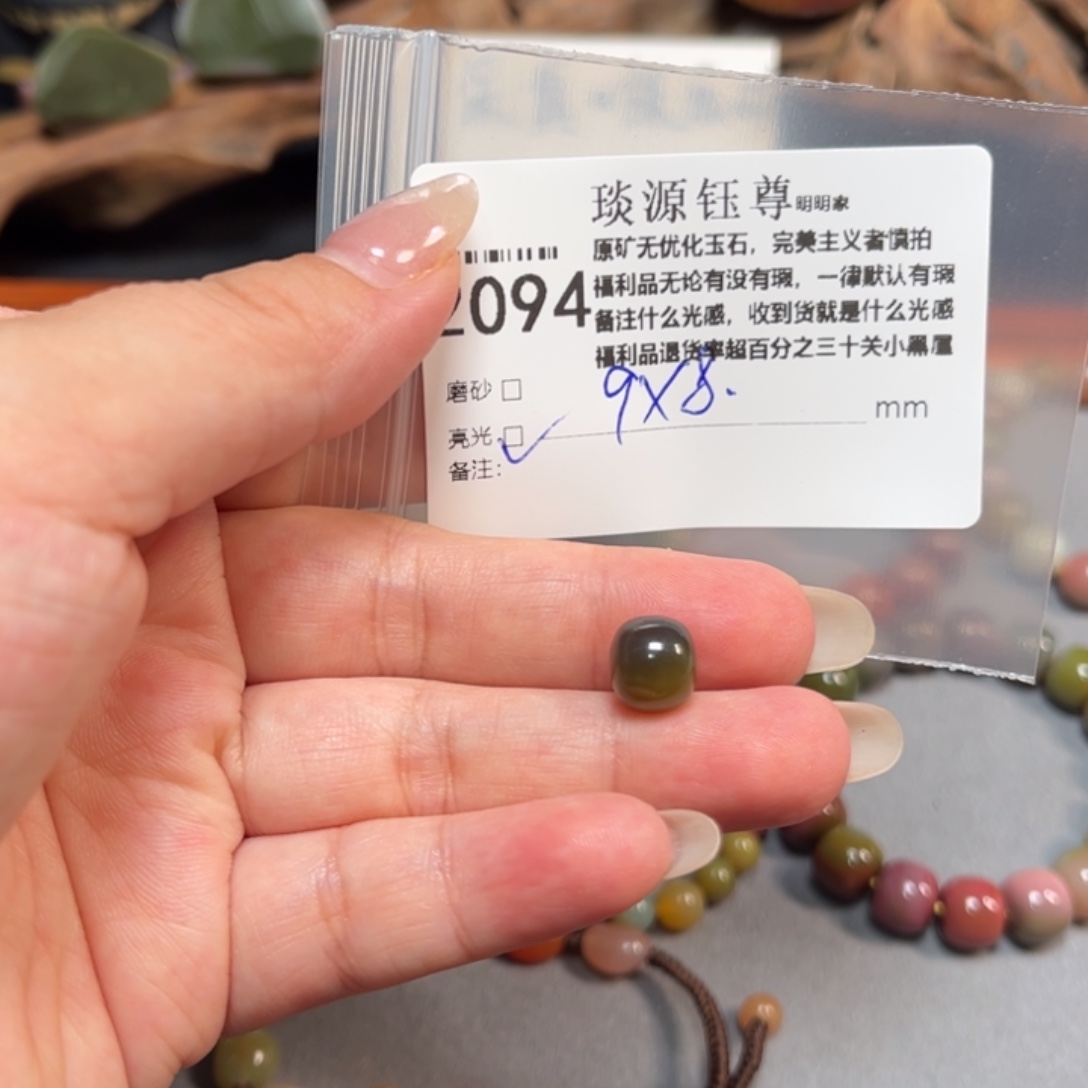 琰源钰尊明明家
原矿无优化玉石，完美主义者慎拍
2094
福利品无论有没有瑕，一律默认有瑕
备注什么光感，收到货就是什么光感
福利品退货率超百分之三十关小黑屋
磨砂 □
9X8.
mm
亮光 □
备注：